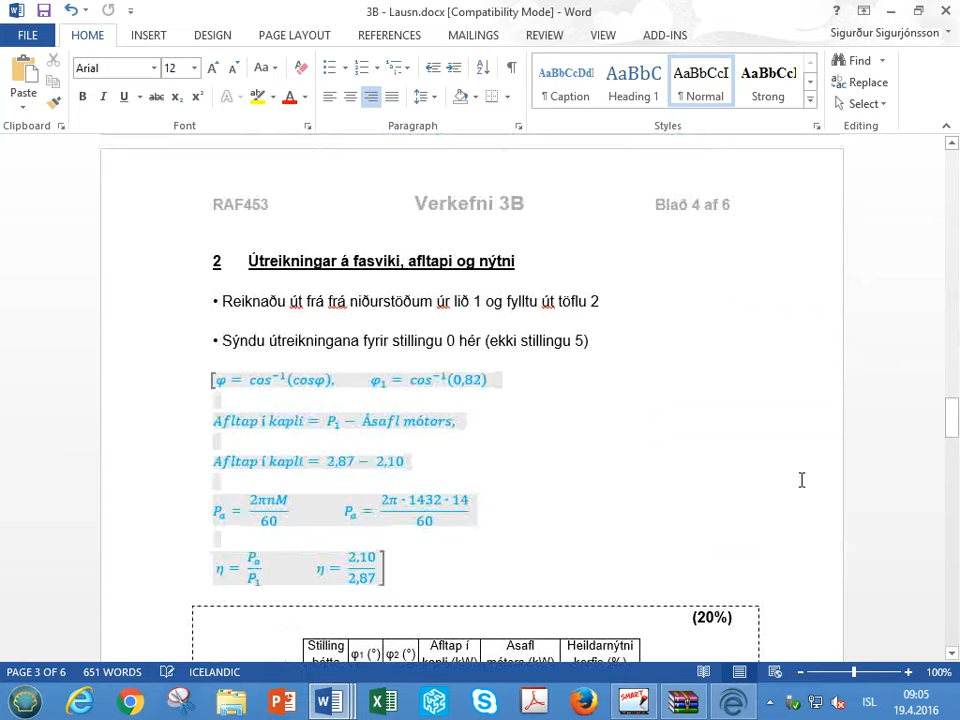 3B - Lausn.docx [Compatibility Mode] - Word
FILE HOME INSERT DESIGN PAGE LAYOUT REFERENCES MAILINGS REVIEW VIEW ADD-INS Sigurður Sigurjónsson
Paste
Arial 12
AaBbCcDd AaBbC AaBbCcI AaBbCcI
¶ Caption Heading 1 ¶ Normal Strong
Find
Replace
Select
Clipboard Font Paragraph Styles Editing
RAF453 Verkefni 3B Blað 4 af 6
2 Útreikningar á fasviki, afltapi og nýtni
• Reiknaðu út frá frá niðurstöðum úr lið 1 og fylltu út töflu 2
• Sýndu útreikningana fyrir stillingu 0 hér (ekki stillingu 5)
φ = cos⁻¹(cosφ), φ₁ = cos⁻¹(0,82)
Afltap í kapli = P₁ − Ásafl mótors,
Afltap í kapli = 2,87 − 2,10
Pₐ = 2πnM / 60 Pₐ = 2π · 1432 · 14 / 60
η = Pₐ / P₁ η = 2,10 / 2,87
(20%)
Stilling φ1 (°) φ2 (°) Afltap í Ásafl Heildarnýtni
PAGE 3 OF 6 651 WORDS ICELANDIC 100%
ISL 09:05
19.4.2016